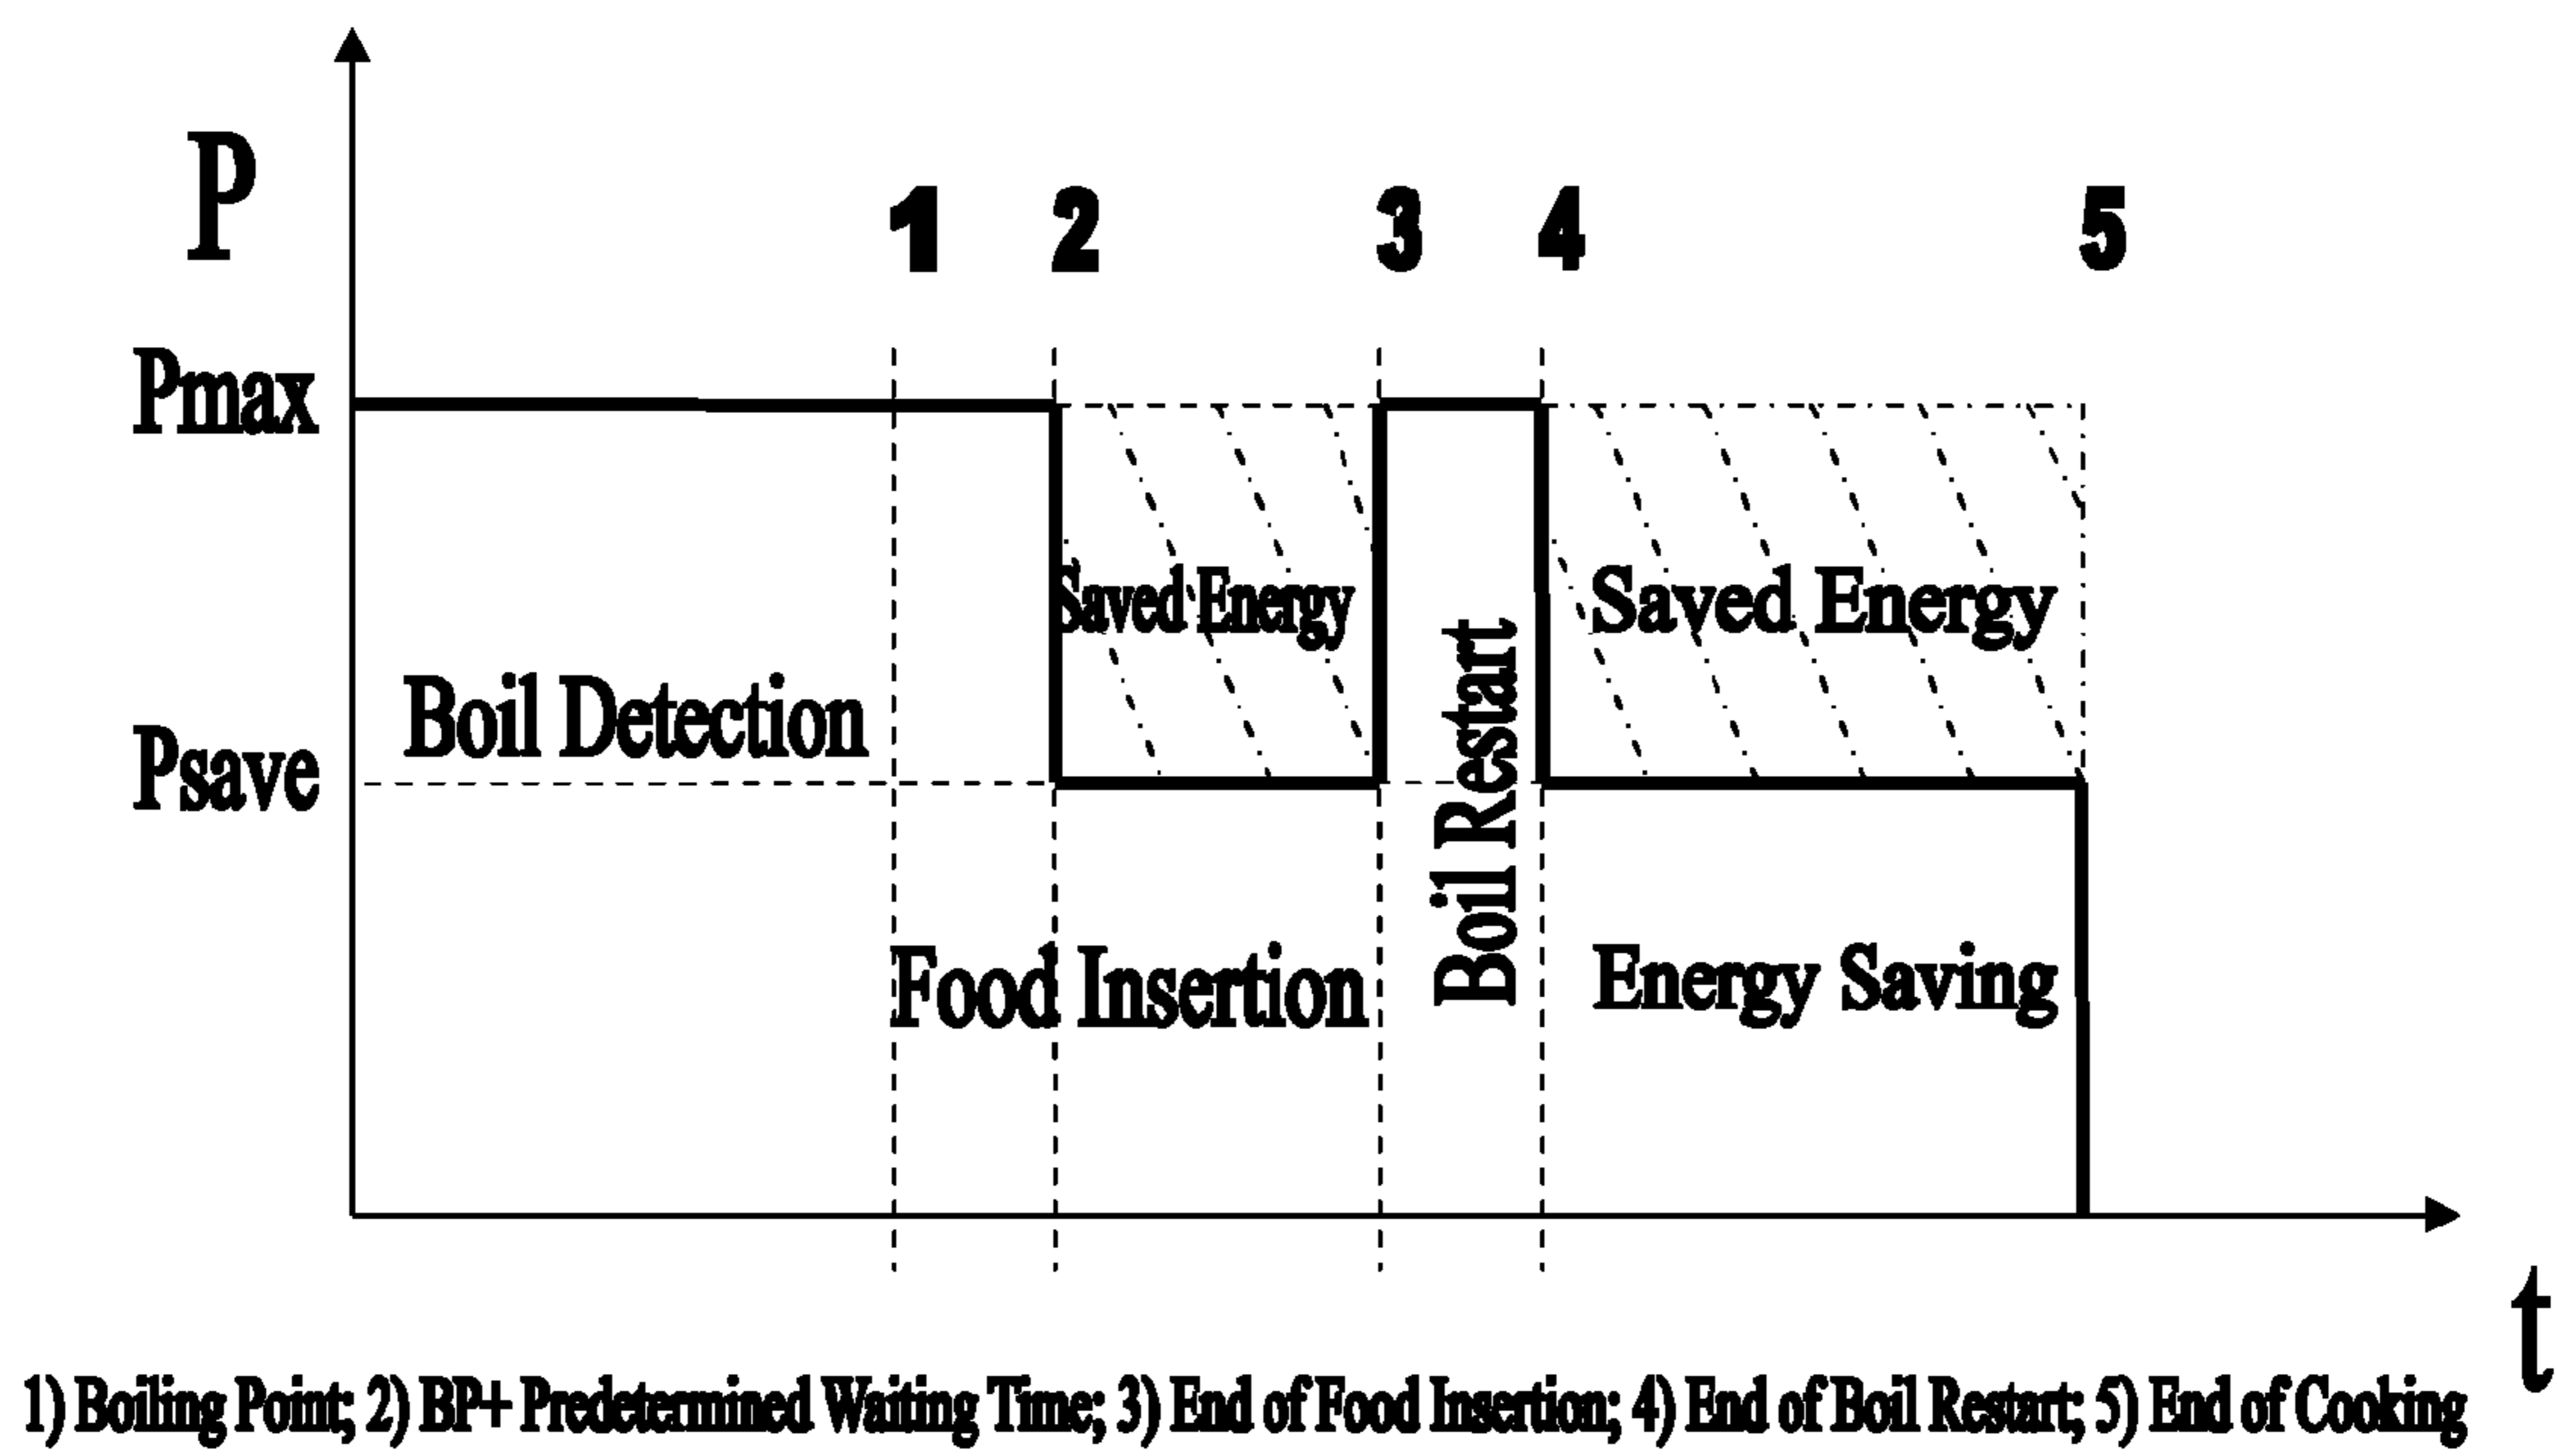 P
1 2 3 4 5
Pmax
Saved Energy Saved Energy
Boil Detection
Psave
Boil Restart
Food Insertion Energy Saving
t
1) Boiling Point; 2) BP+ Predetermined Waiting Time; 3) End of Food Insertion; 4) End of Boil Restart; 5) End of Cooking